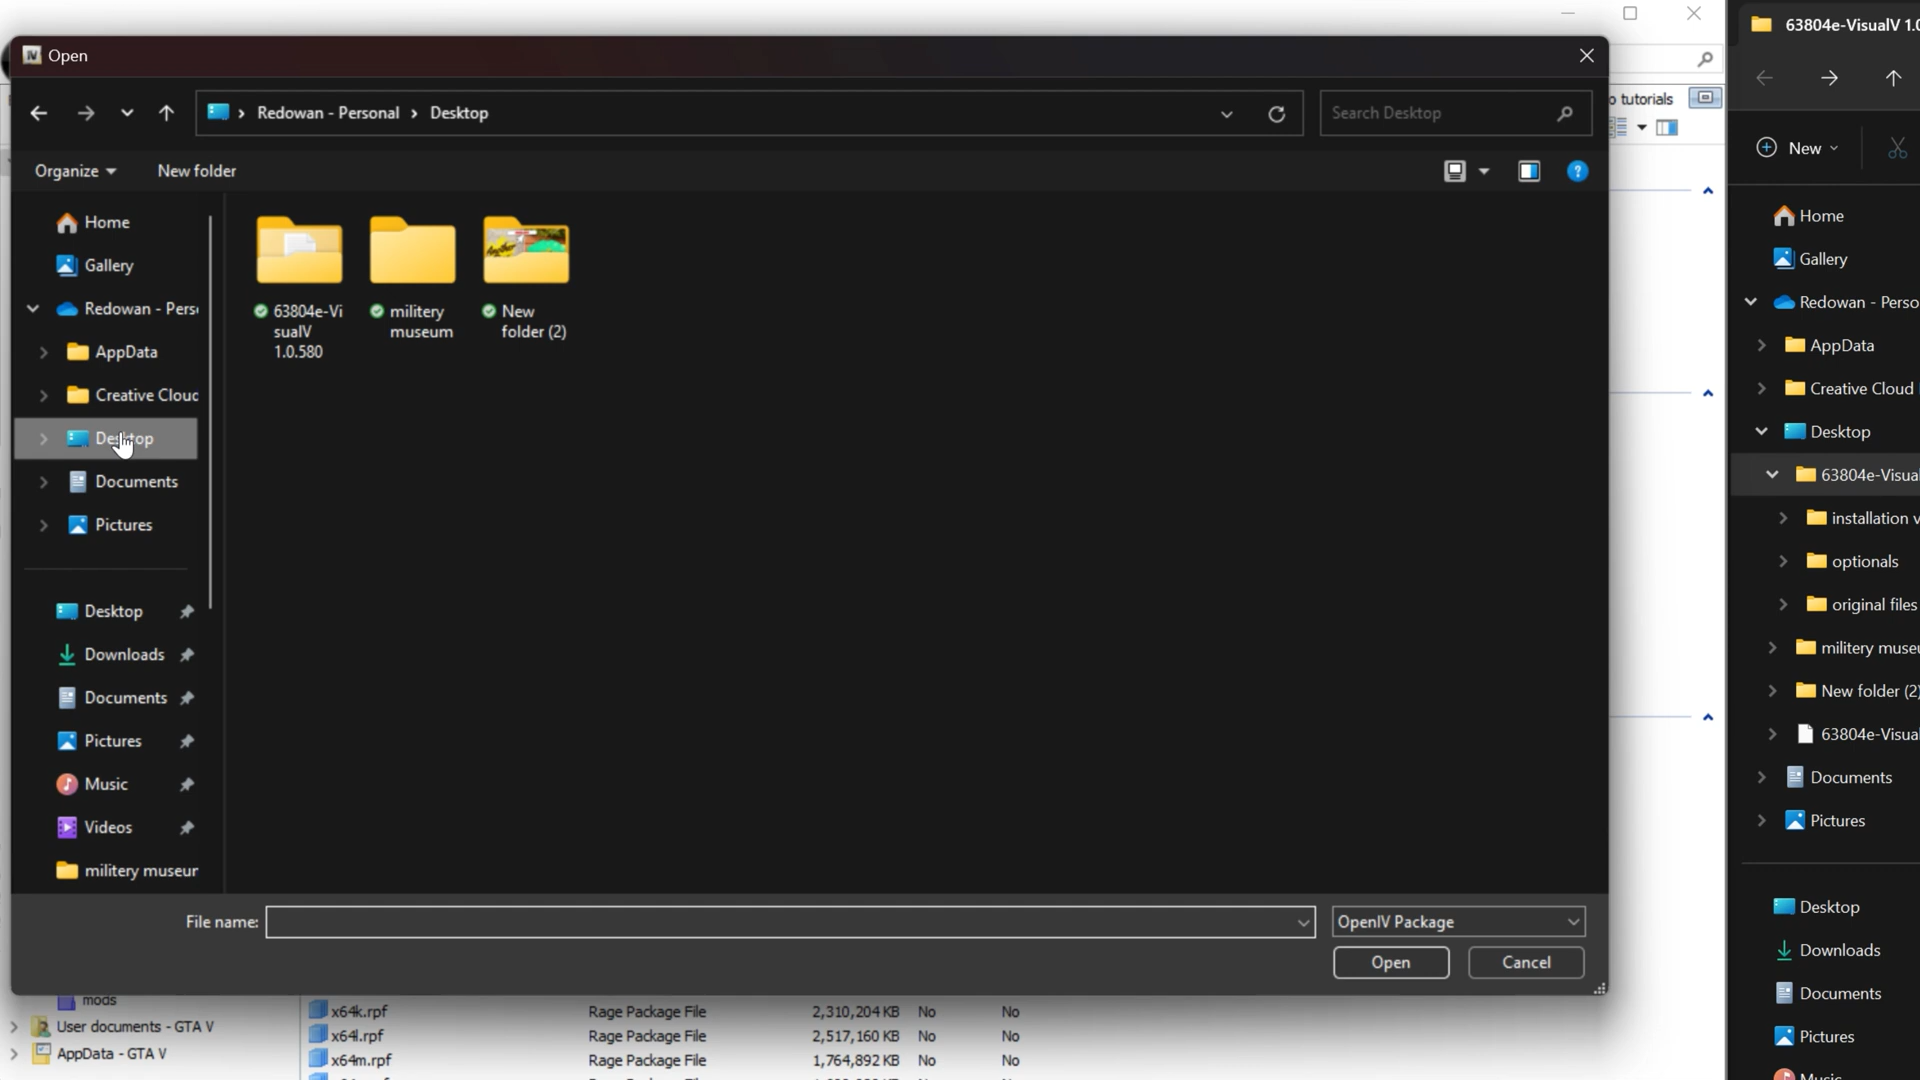 Open
Redowan - Personal
Desktop
Search Desktop
Organize
New folder
Home
Gallery
Redowan - Pers
AppData
Creative Cloud
Desktop
Documents
Pictures
Desktop
Downloads
Documents
Pictures
Music
Videos
militery museur
63804e-Vi
sualV
1.0.580
militery
museum
New
folder (2)
File name:
OpenIV Package
Open
Cancel
mods
User documents - GTA V
AppData - GTA V
x64k.rpf Rage Package File 2,310,204 KB No No
x64l.rpf Rage Package File 2,517,160 KB No No
x64m.rpf Rage Package File 1,764,892 KB No No
o tutorials
63804e-VisualV 1.0
New
Home
Gallery
Redowan - Perso
AppData
Creative Cloud
Desktop
63804e-Visual
installation v
optionals
original files
militery museu
New folder (2)
63804e-Visual
Documents
Pictures
Desktop
Downloads
Documents
Pictures
Music